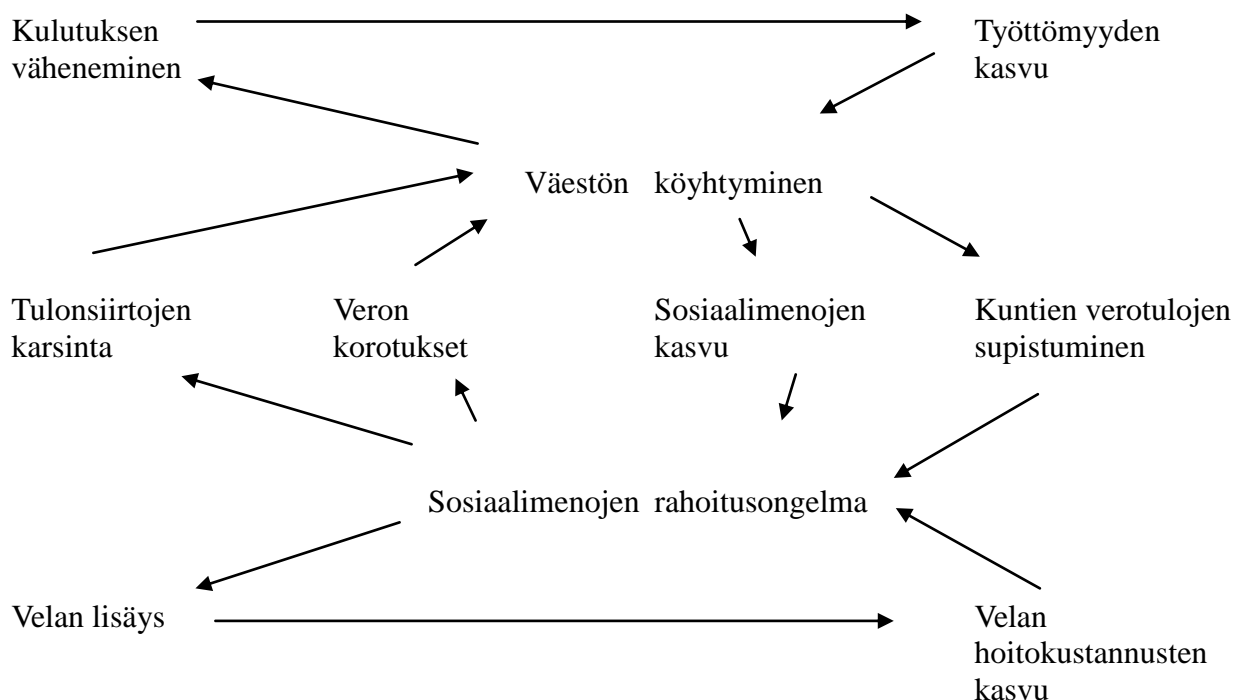 Kulutuksen
väheneminen
Työttömyyden
kasvu
Väestön köyhtyminen
Tulonsiirtojen
karsinta
Veron
korotukset
Sosiaalimenojen
kasvu
Kuntien verotulojen
supistuminen
Sosiaalimenojen rahoitusongelma
Velan lisäys
Velan
hoitokustannusten
kasvu